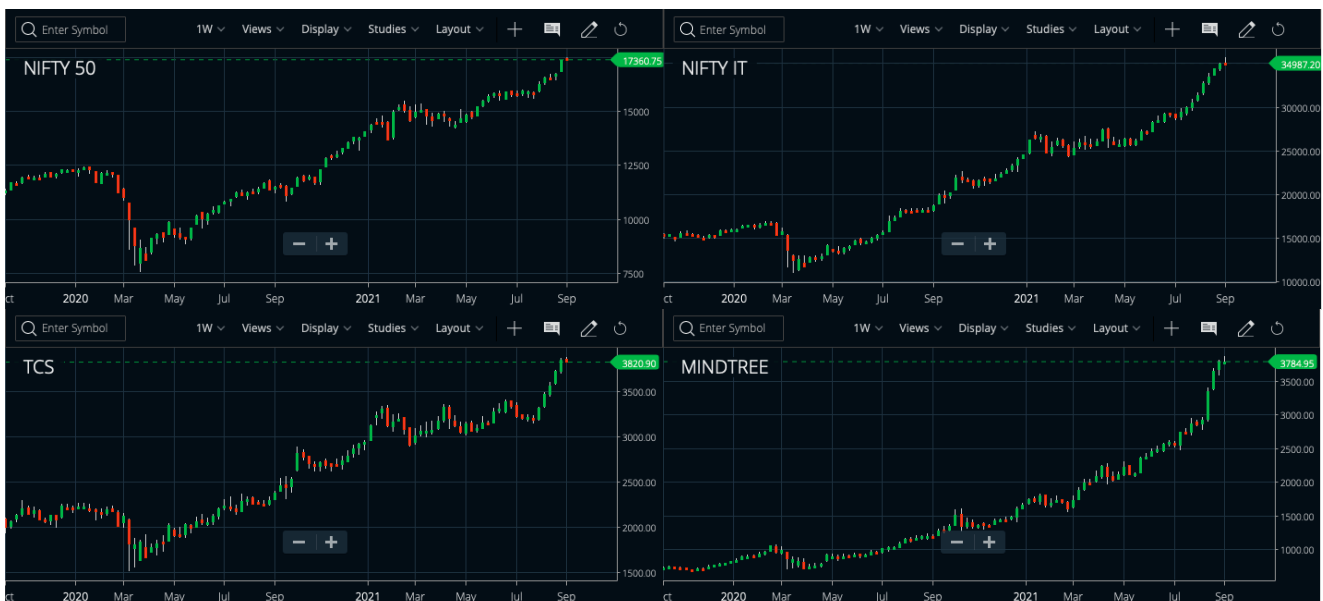 Enter Symbol 1W Views Display Studies Layout
NIFTY 50
17360.75
15000
12500
10000
7500
ct 2020 Mar May Jul Sep 2021 Mar May Jul Sep
Enter Symbol 1W Views Display Studies Layout
NIFTY IT
34987.20
30000.00
25000.00
20000.00
15000.00
10000.00
ct 2020 Mar May Jul Sep 2021 Mar May Jul Sep
Enter Symbol 1W Views Display Studies Layout
TCS
3820.90
3500.00
3000.00
2500.00
2000.00
1500.00
ct 2020 Mar May Jul Sep 2021 Mar May Jul Sep
Enter Symbol 1W Views Display Studies Layout
MINDTREE
3784.95
3500.00
3000.00
2500.00
2000.00
1500.00
1000.00
ct 2020 Mar May Jul Sep 2021 Mar May Jul Sep